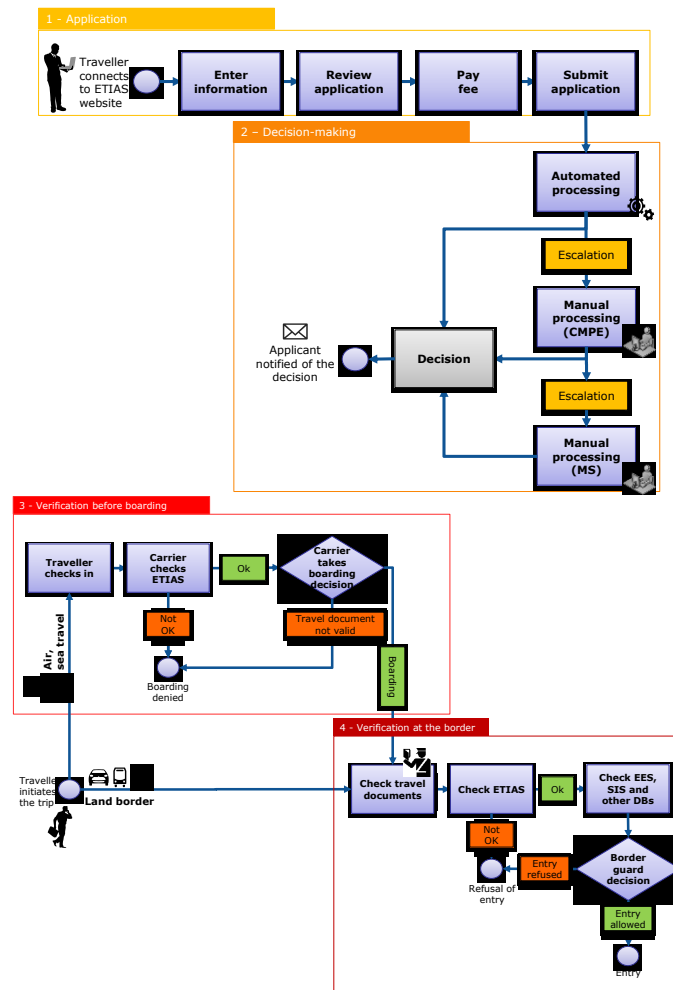 1 - Application
Traveller
connects
to ETIAS
website
Enter
information
Review
application
Pay
fee
Submit
application
2 – Decision-making
Automated
processing
Escalation
Manual
processing
(CMPE)
Applicant
notified of the
decision
Decision
Escalation
Manual
processing
(MS)
3 - Verification before boarding
Traveller
checks in
Carrier
checks
ETIAS
Ok
Carrier
takes
boarding
decision
Not
OK
Travel document
not valid
Boarding
denied
Boarding
Air,
sea travel
4 - Verification at the border
Travelle
initiates
the trip
Land border
Check travel
documents
Check ETIAS
Ok
Check EES,
SIS and
other DBs
Not
OK
Refusal of
entry
Entry
refused
Border
guard
decision
Entry
allowed
Entry